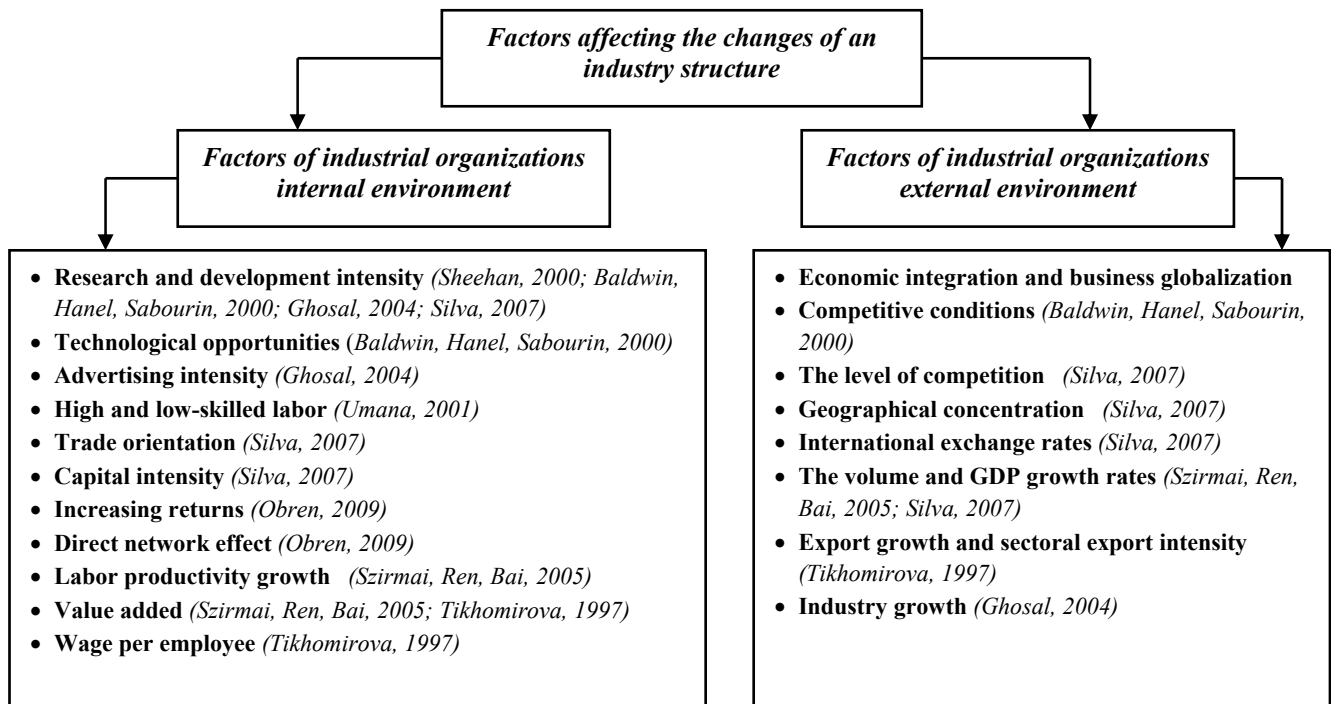 Factors affecting the changes of an
industry structure
Factors of industrial organizations
internal environment
Factors of industrial organizations
external environment
• Research and development intensity (Sheehan, 2000; Baldwin,
Hanel, Sabourin, 2000; Ghosal, 2004; Silva, 2007)
• Technological opportunities (Baldwin, Hanel, Sabourin, 2000)
• Advertising intensity (Ghosal, 2004)
• High and low-skilled labor (Umana, 2001)
• Trade orientation (Silva, 2007)
• Capital intensity (Silva, 2007)
• Increasing returns (Obren, 2009)
• Direct network effect (Obren, 2009)
• Labor productivity growth (Szirmai, Ren, Bai, 2005)
• Value added (Szirmai, Ren, Bai, 2005; Tikhomirova, 1997)
• Wage per employee (Tikhomirova, 1997)
• Economic integration and business globalization
• Competitive conditions (Baldwin, Hanel, Sabourin,
2000)
• The level of competition (Silva, 2007)
• Geographical concentration (Silva, 2007)
• International exchange rates (Silva, 2007)
• The volume and GDP growth rates (Szirmai, Ren,
Bai, 2005; Silva, 2007)
• Export growth and sectoral export intensity
(Tikhomirova, 1997)
• Industry growth (Ghosal, 2004)